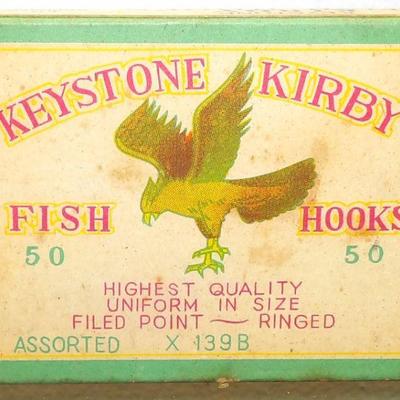 KEYSTONE KIRBY
FISH HOOKS
50 50
HIGHEST QUALITY
UNIFORM IN SIZE
FILED POINT — RINGED
ASSORTED X 139B